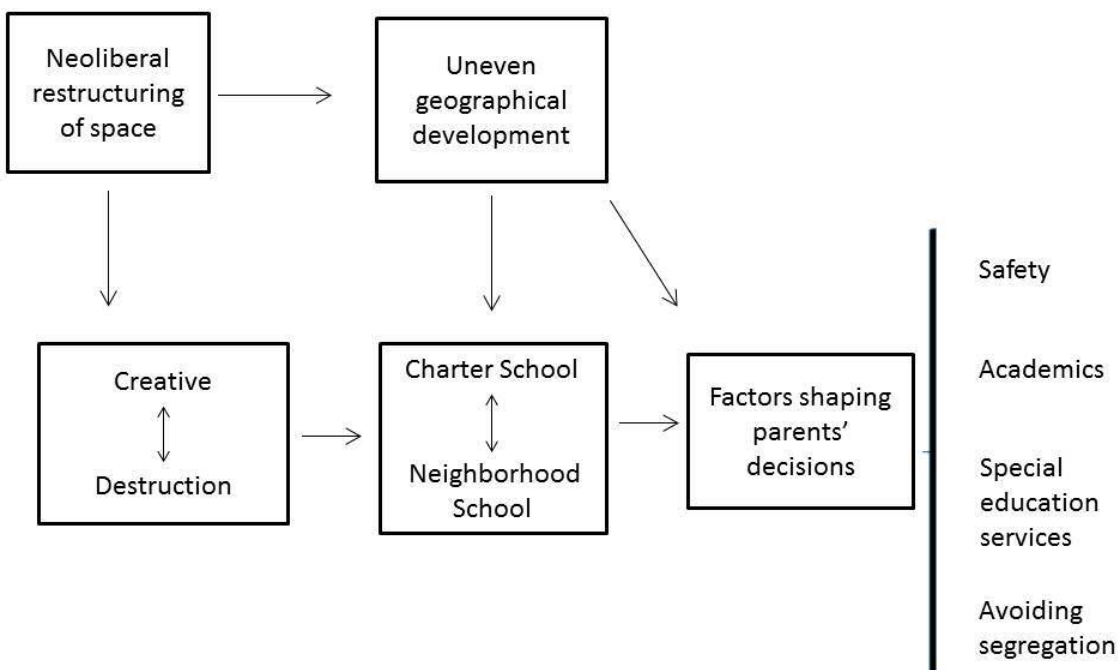 Neoliberal
restructuring
of space
Uneven
geographical
development
Creative
Destruction
Charter School
Neighborhood
School
Factors shaping
parents’
decisions
Safety
Academics
Special
education
services
Avoiding
segregation